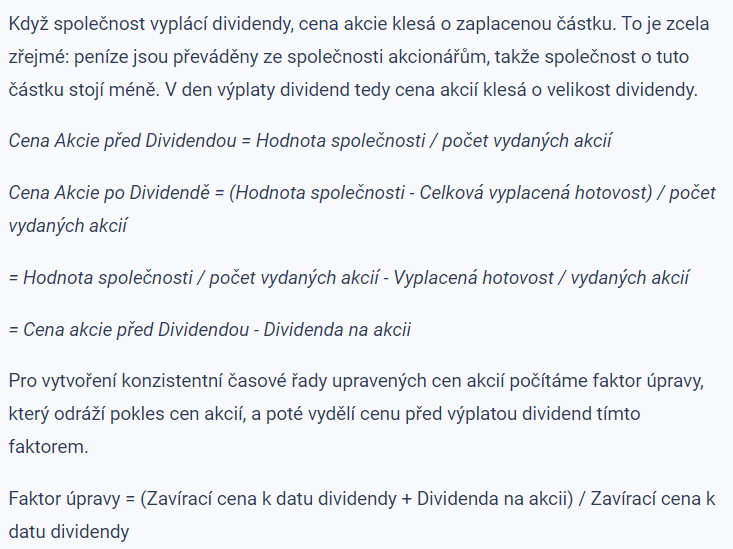 Když společnost vyplácí dividendy, cena akcie klesá o zaplacenou částku. To je zcela
zřejmé: peníze jsou převáděny ze společnosti akcionářům, takže společnost o tuto
částku stojí méně. V den výplaty dividend tedy cena akcií klesá o velikost dividendy.
Cena Akcie před Dividendou = Hodnota společnosti / počet vydaných akcií
Cena Akcie po Dividendě = (Hodnota společnosti - Celková vyplacená hotovost) / počet
vydaných akcií
= Hodnota společnosti / počet vydaných akcií - Vyplacená hotovost / vydaných akcií
= Cena akcie před Dividendou - Dividenda na akcii
Pro vytvoření konzistentní časové řady upravených cen akcií počítáme faktor úpravy,
který odráží pokles cen akcií, a poté vydělí cenu před výplatou dividend tímto
faktorem.
Faktor úpravy = (Zavírací cena k datu dividendy + Dividenda na akcii) / Zavírací cena k
datu dividendy